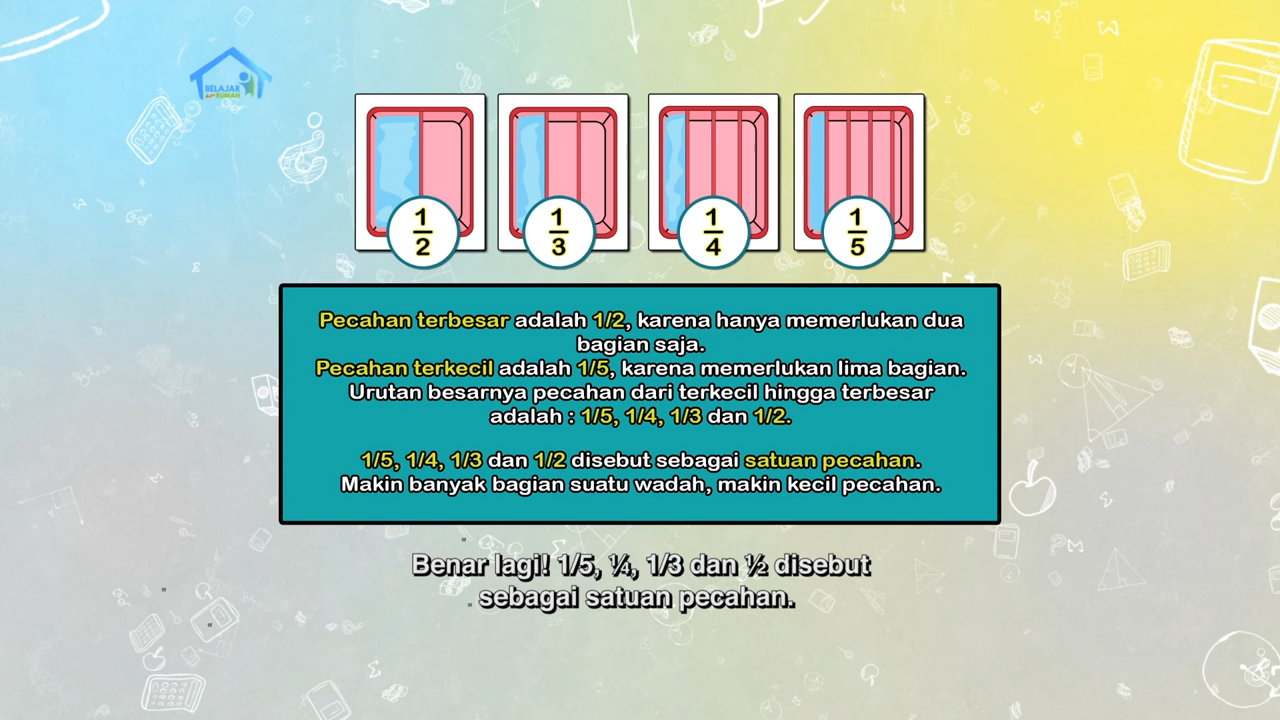 BELAJAR
dari RUMAH
1
2
1
3
1
4
1
5
Pecahan terbesar adalah 1/2, karena hanya memerlukan dua
bagian saja.
Pecahan terkecil adalah 1/5, karena memerlukan lima bagian.
Urutan besarnya pecahan dari terkecil hingga terbesar
adalah : 1/5, 1/4, 1/3 dan 1/2.
1/5, 1/4, 1/3 dan 1/2 disebut sebagai satuan pecahan.
Makin banyak bagian suatu wadah, makin kecil pecahan.
Benar lagi! 1/5, ¼, 1/3 dan ½ disebut
sebagai satuan pecahan.